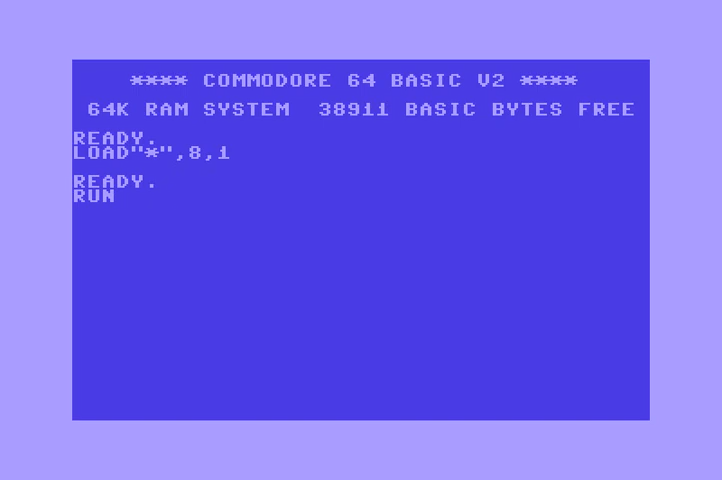 **** COMMODORE 64 BASIC V2 ****
64K RAM SYSTEM  38911 BASIC BYTES FREE
READY.
LOAD"*",8,1
READY.
RUN